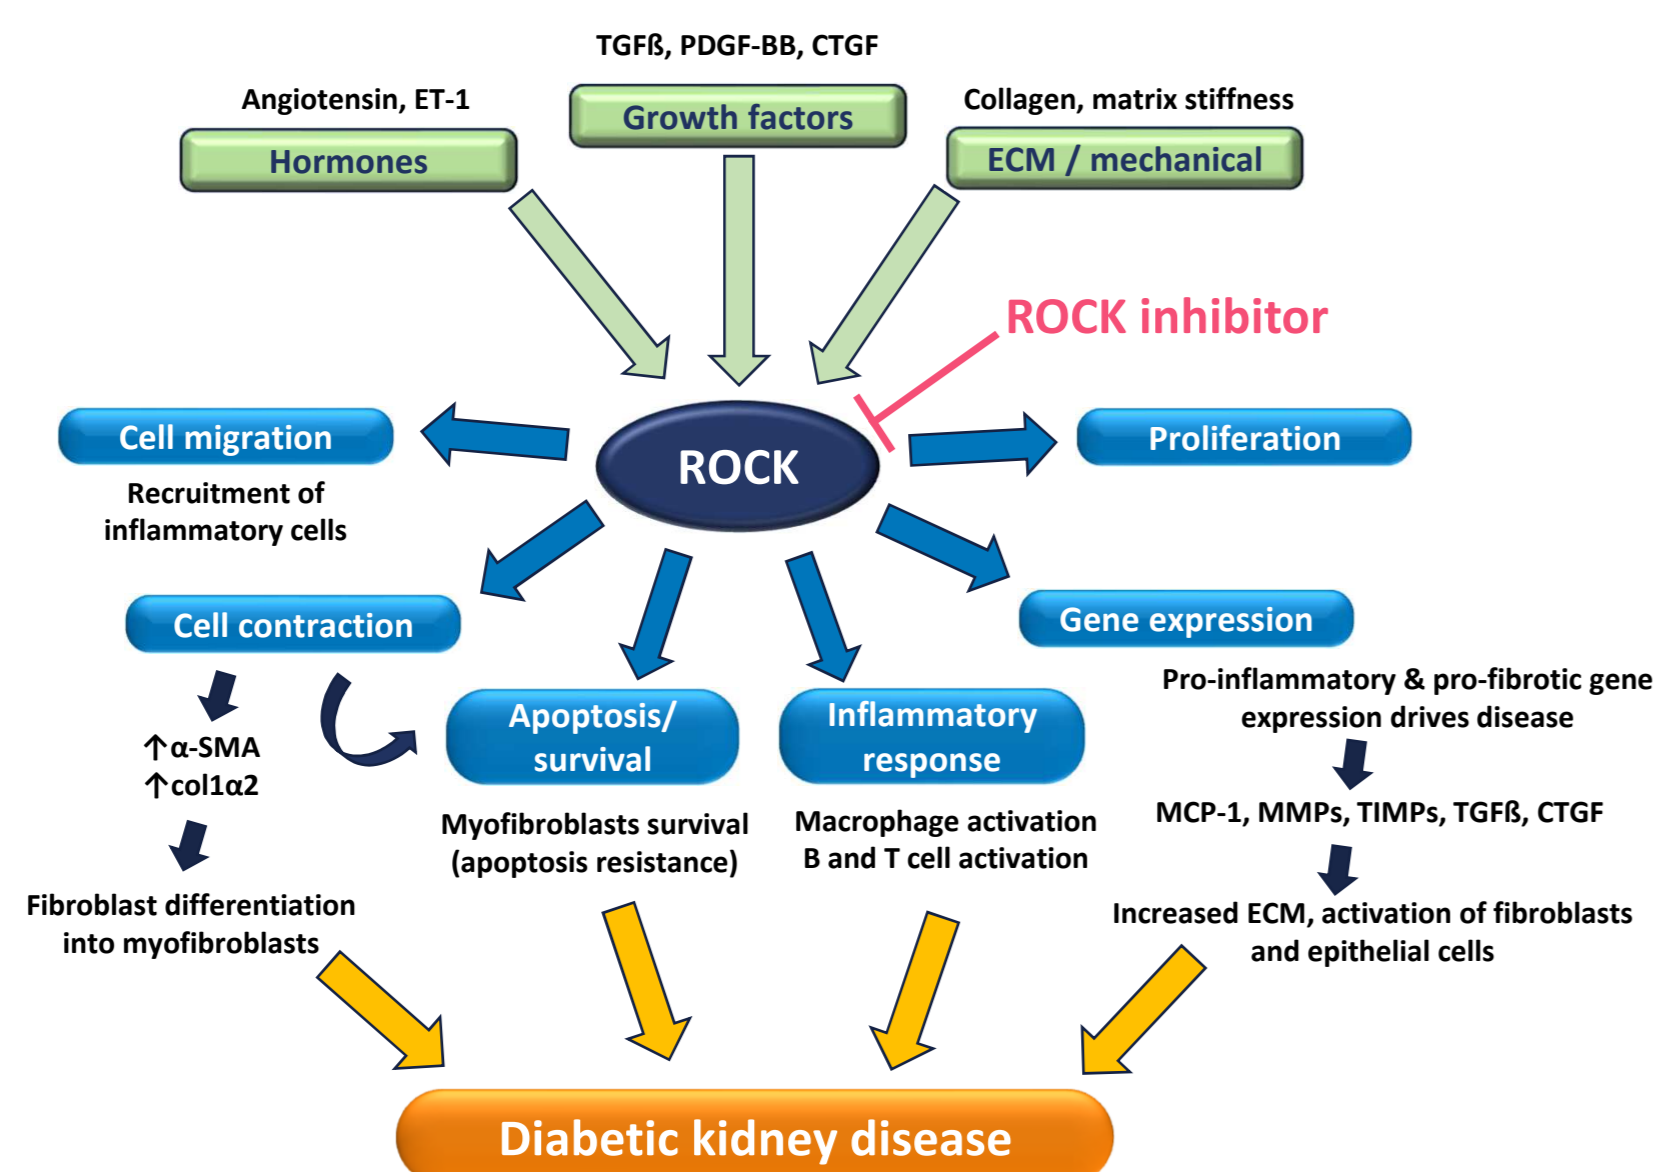 TGFß, PDGF-BB, CTGF
Growth factors
Angiotensin, ET-1
Hormones
Collagen, matrix stiffness
ECM / mechanical
ROCK inhibitor
ROCK
Cell migration
Recruitment of
inflammatory cells
Proliferation
Cell contraction
↑α-SMA
↑col1α2
Fibroblast differentiation
into myofibroblasts
Apoptosis/
survival
Myofibroblasts survival
(apoptosis resistance)
Inflammatory
response
Macrophage activation
B and T cell activation
Gene expression
Pro-inflammatory & pro-fibrotic gene
expression drives disease
MCP-1, MMPs, TIMPs, TGFß, CTGF
Increased ECM, activation of fibroblasts
and epithelial cells
Diabetic kidney disease